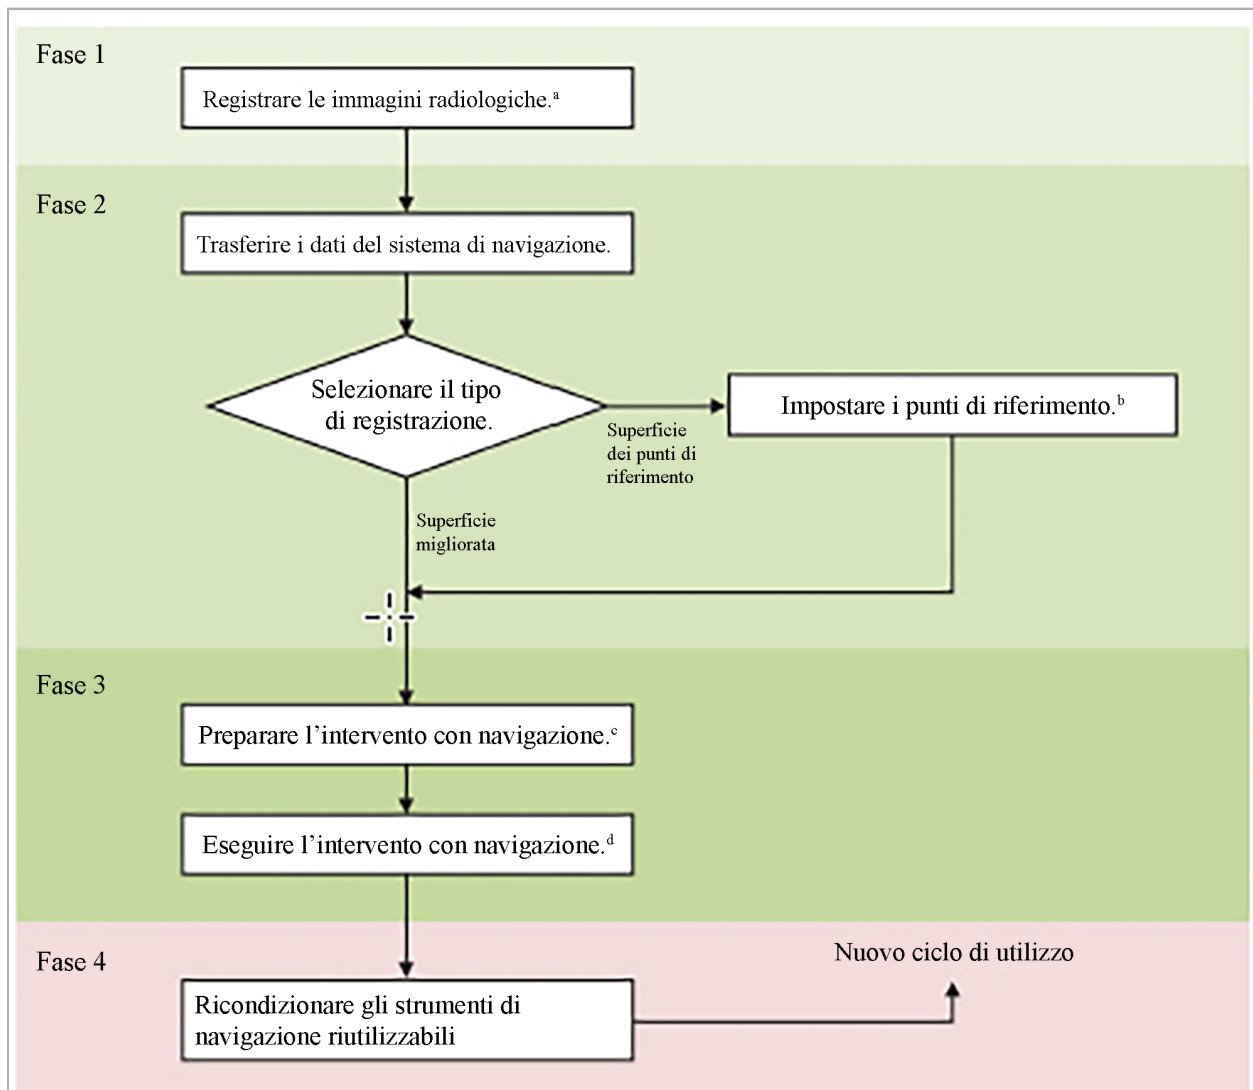 Fase 1
Registrare le immagini radiologiche.ᵃ
Fase 2
Trasferire i dati del sistema di navigazione.
Selezionare il tipo
di registrazione.
Impostare i punti di riferimento.ᵇ
Superficie
dei punti di
riferimento
Superficie
migliorata
Fase 3
Preparare l’intervento con navigazione.ᶜ
Eseguire l’intervento con navigazione.ᵈ
Fase 4
Nuovo ciclo di utilizzo
Ricondizionare gli strumenti di
navigazione riutilizzabili